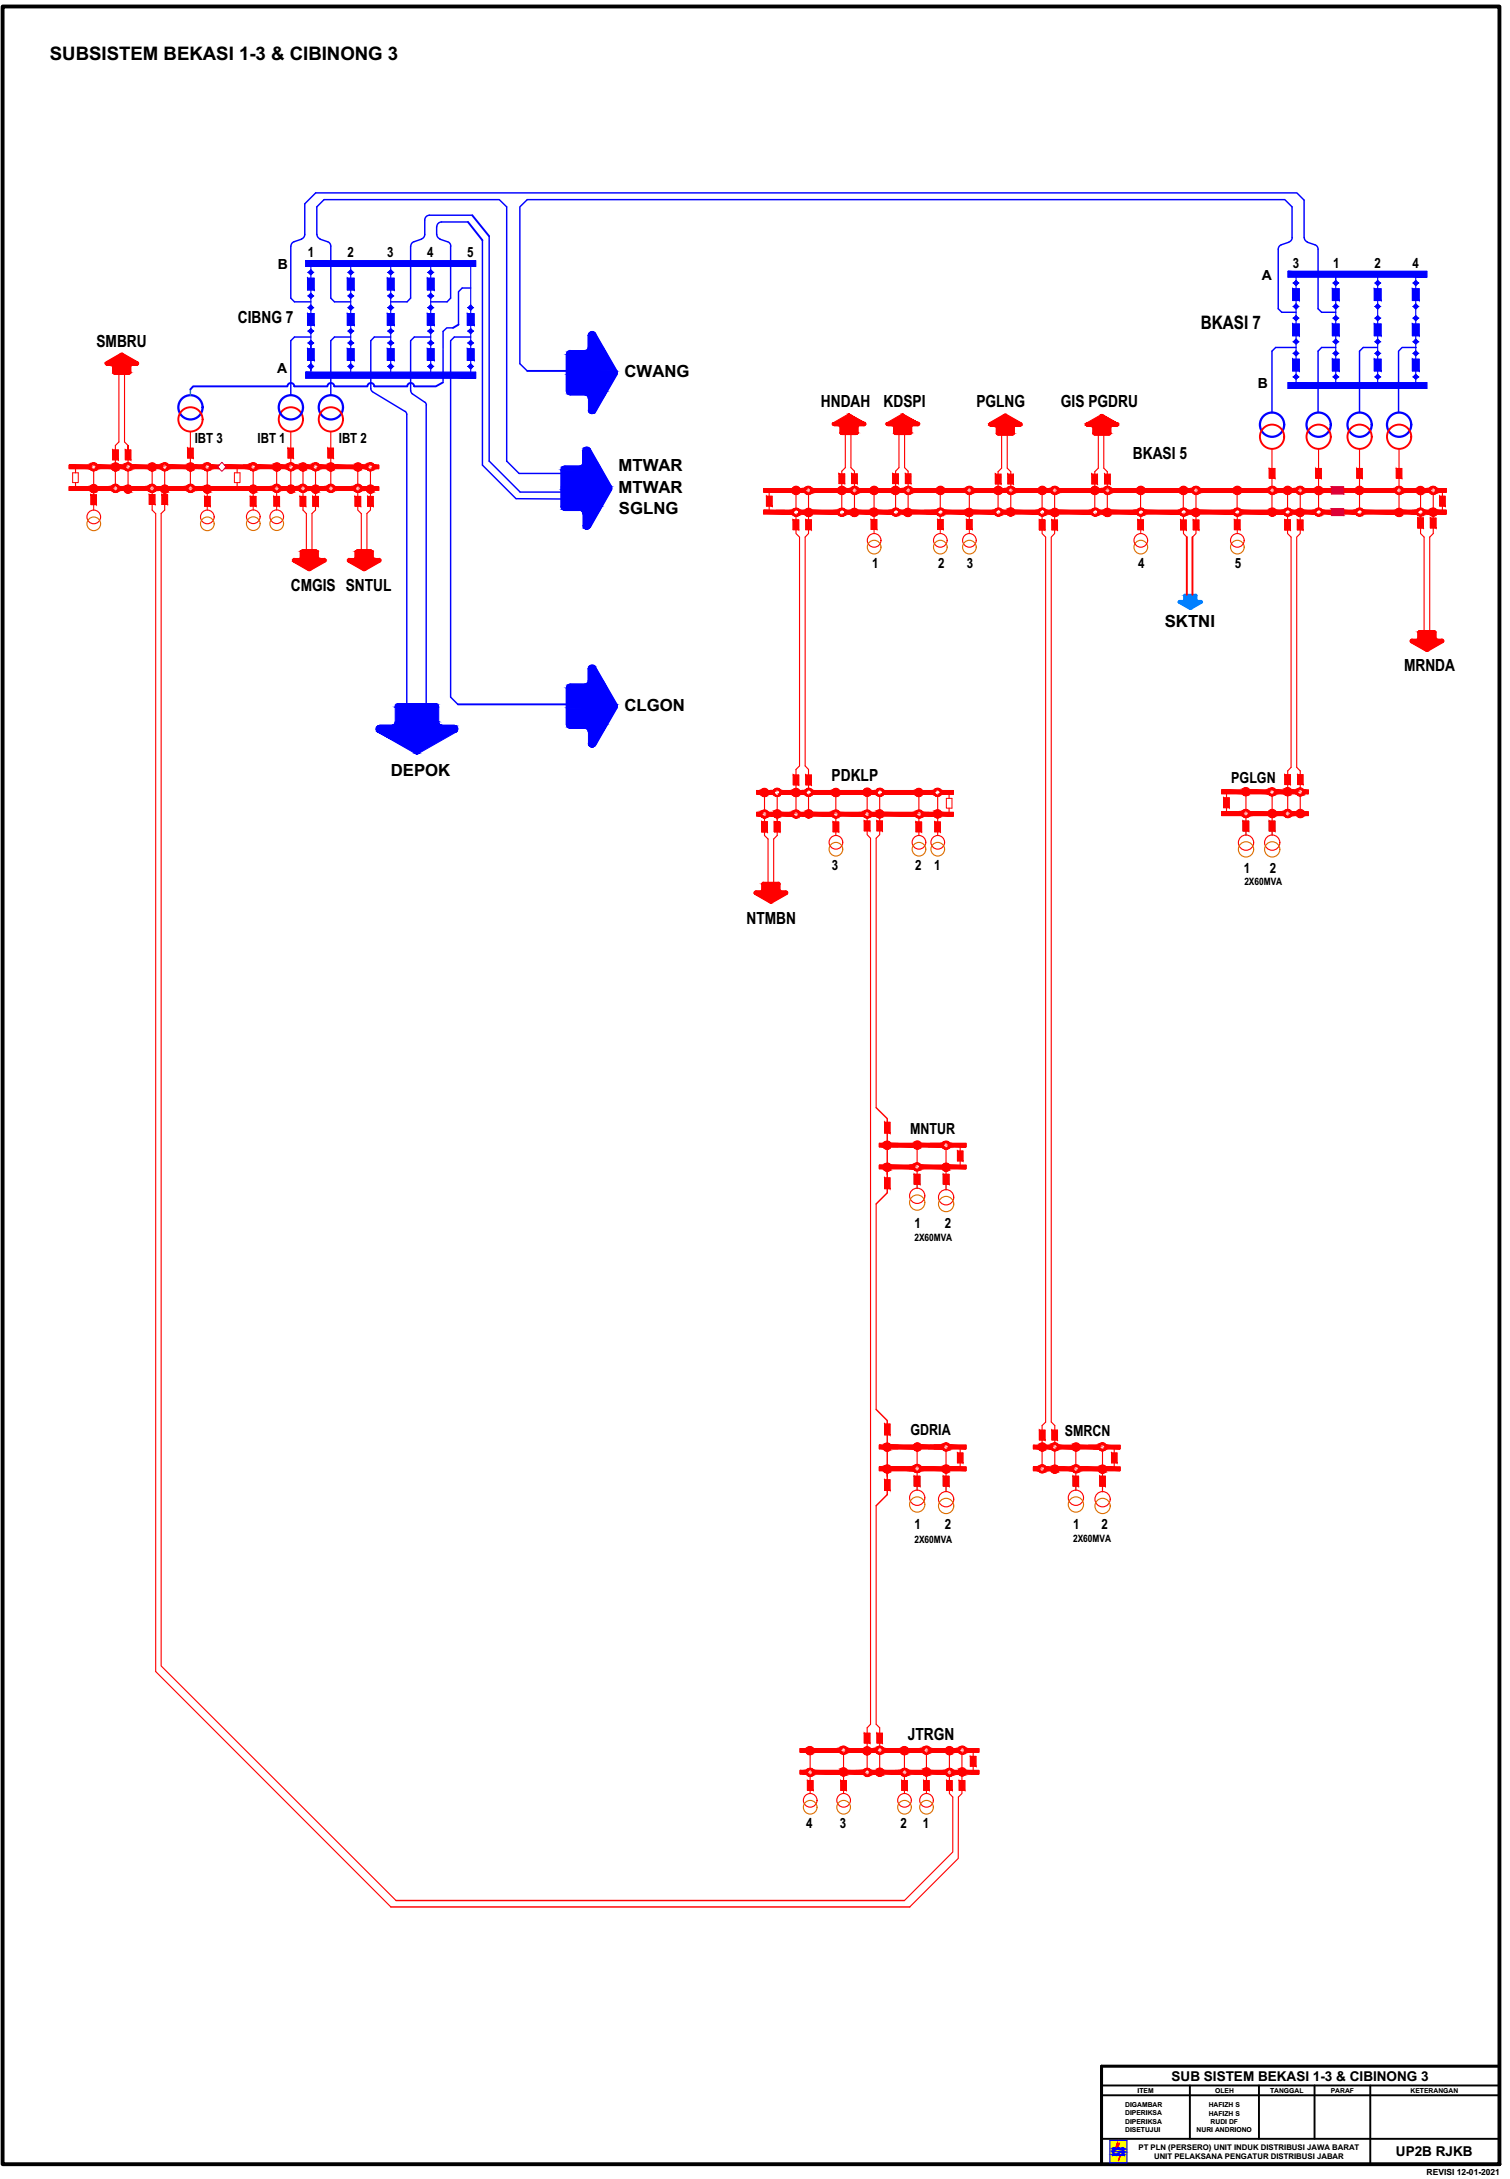 SUBSISTEM BEKASI 1-3 & CIBINONG 3
B
1 2 3 4 5
CIBNG 7
A
SMBRU
IBT 3
IBT 1
IBT 2
CMGIS
SNTUL
CWANG
MTWAR
MTWAR
SGLNG
CLGON
DEPOK
A
3 1 2 4
BKASI 7
B
HNDAH
KDSPI
PGLNG
GIS PGDRU
BKASI 5
1
2
3
4
5
SKTNI
MRNDA
PDKLP
3
2
1
NTMBN
PGLGN
1 2
2X60MVA
MNTUR
1 2
2X60MVA
GDRIA
1 2
2X60MVA
SMRCN
1 2
2X60MVA
JTRGN
4 3 2 1
SUB SISTEM BEKASI 1-3 & CIBINONG 3
ITEM OLEH TANGGAL PARAF KETERANGAN
DIGAMBAR HAFIZH S
DIPERIKSA HAFIZH S
DIPERIKSA RUDI DF
DISETUJUI NURI ANDRIONO
PT PLN (PERSERO) UNIT INDUK DISTRIBUSI JAWA BARAT
UNIT PELAKSANA PENGATUR DISTRIBUSI JABAR
UP2B RJKB
REVISI 12-01-2021